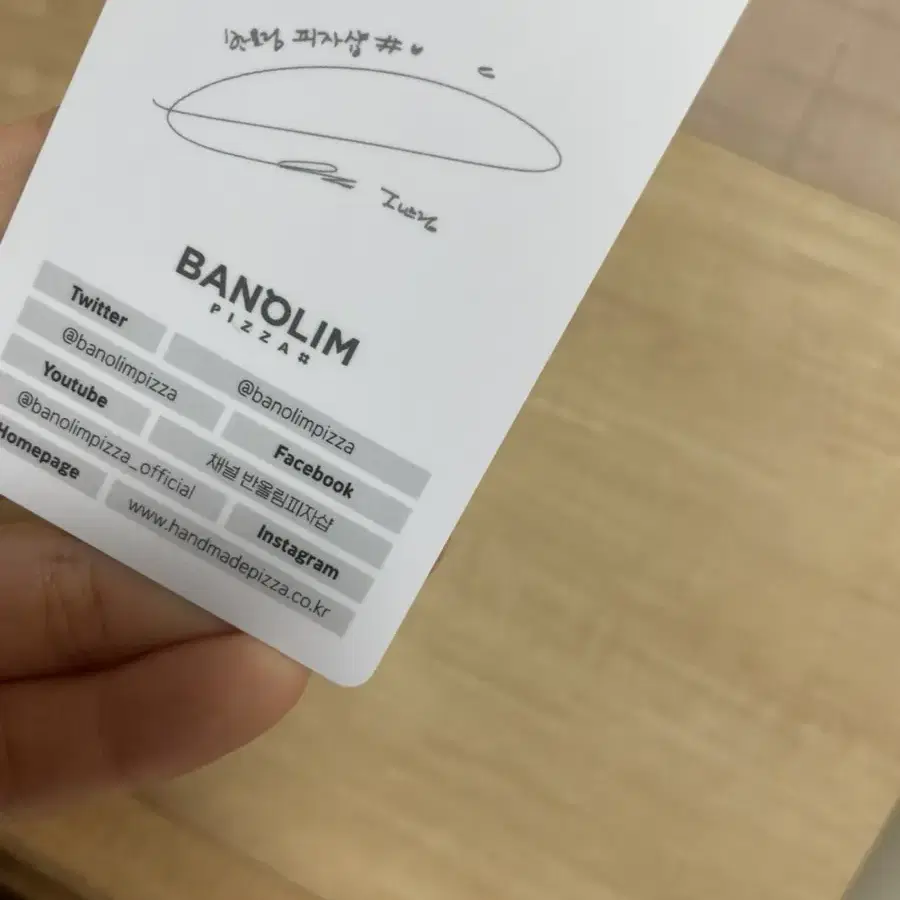 반올림 피자샵 #♥
BANOLIM
PIZZA#
Twitter @banolimpizza
@banolimpizza Facebook
Youtube 채널 반올림피자샵
@banolimpizza_official Instagram
Homepage www.handmadepizza.co.kr